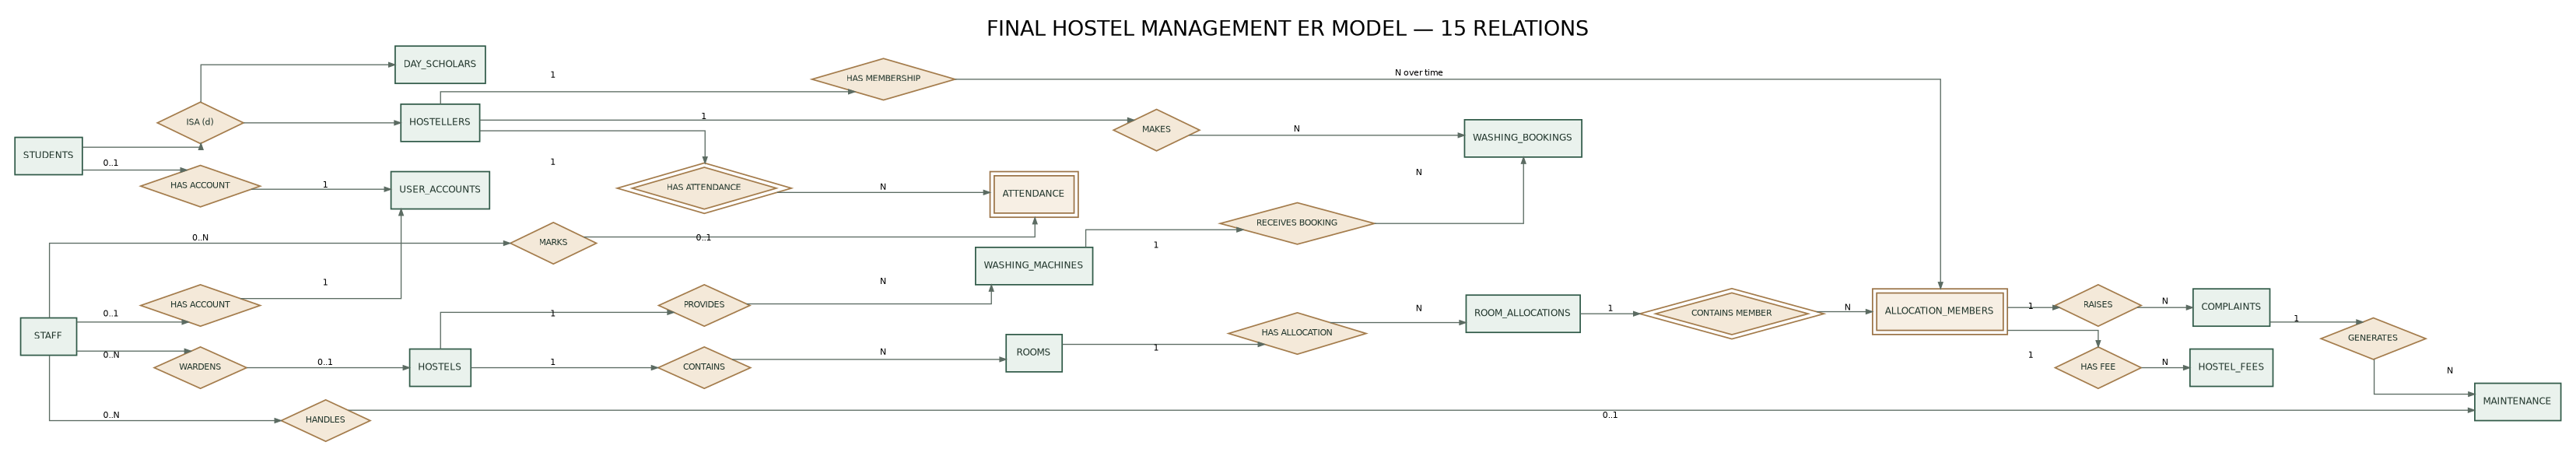 FINAL HOSTEL MANAGEMENT ER MODEL — 15 RELATIONS
DAY_SCHOLARS
1
HAS MEMBERSHIP
N over time
ISA (d)
HOSTELLERS
1
MAKES
N
WASHING_BOOKINGS
STUDENTS
0..1
HAS ACCOUNT
1
USER_ACCOUNTS
1
HAS ATTENDANCE
N
ATTENDANCE
N
RECEIVES BOOKING
0..N
MARKS
0..1
1
WASHING_MACHINES
1
N
HAS ACCOUNT
0..1
PROVIDES
1
N
ROOM_ALLOCATIONS
1
CONTAINS MEMBER
N
ALLOCATION_MEMBERS
1
RAISES
N
COMPLAINTS
1
GENERATES
STAFF
HAS ALLOCATION
1
ROOMS
N
0..N
WARDENS
0..1
HOSTELS
1
CONTAINS
1
HAS FEE
N
HOSTEL_FEES
N
MAINTENANCE
0..N
HANDLES
0..1